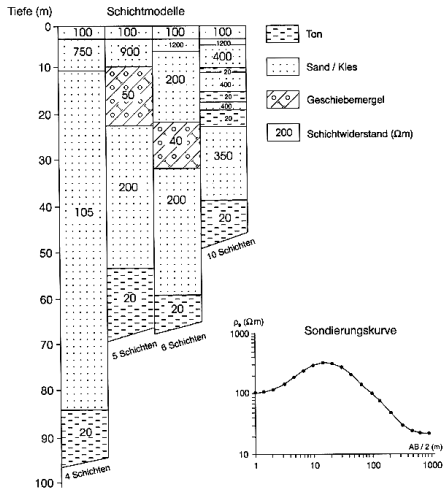 Tiefe (m)
Schichtmodelle
0
10
20
30
40
50
60
70
80
90
100
100
750
105
20
4 Schichten
100
900
50
200
20
5 Schichten
100
1200
200
40
200
20
6 Schichten
100
1200
400
20
400
20
400
20
350
20
10 Schichten
Ton
Sand / Kies
Geschiebemergel
200 Schichtwiderstand (Ωm)
Sondierungskurve
ρs (Ωm)
1000
100
10
1 10 100 1000
AB / 2 (m)